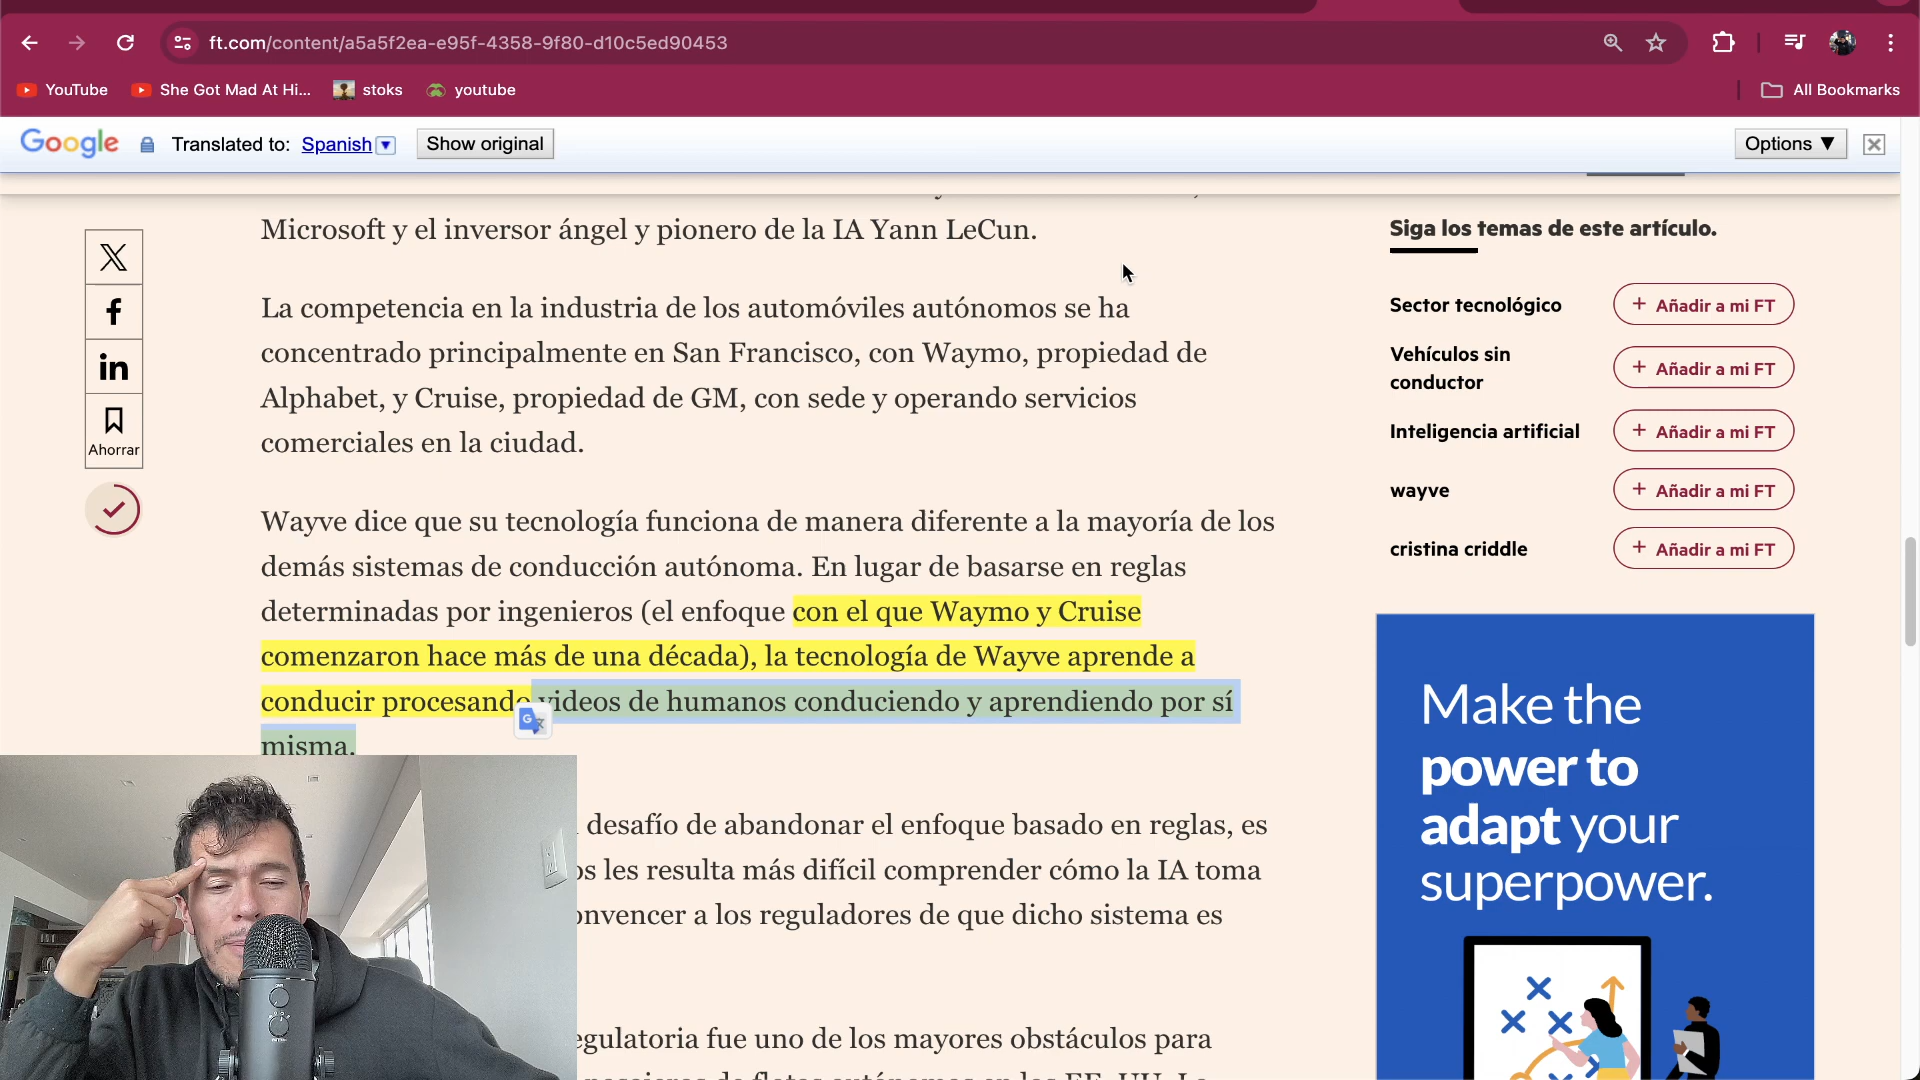 ft.com/content/a5a5f2ea-e95f-4358-9f80-d10c5ed90453
YouTube
She Got Mad At Hi...
stoks
youtube
All Bookmarks
Google
Translated to: Spanish
Show original
Options ▼
Microsoft y el inversor ángel y pionero de la IA Yann LeCun.
La competencia en la industria de los automóviles autónomos se ha
concentrado principalmente en San Francisco, con Waymo, propiedad de
Alphabet, y Cruise, propiedad de GM, con sede y operando servicios
comerciales en la ciudad.
Wayve dice que su tecnología funciona de manera diferente a la mayoría de los
demás sistemas de conducción autónoma. En lugar de basarse en reglas
determinadas por ingenieros (el enfoque con el que Waymo y Cruise
comenzaron hace más de una década), la tecnología de Wayve aprende a
conducir procesando videos de humanos conduciendo y aprendiendo por sí
misma.
desafío de abandonar el enfoque basado en reglas, es
os les resulta más difícil comprender cómo la IA toma
onvencer a los reguladores de que dicho sistema es
egulatoria fue uno de los mayores obstáculos para
Ahorrar
Siga los temas de este artículo.
Sector tecnológico
+ Añadir a mi FT
Vehículos sin
conductor
+ Añadir a mi FT
Inteligencia artificial
+ Añadir a mi FT
wayve
+ Añadir a mi FT
cristina criddle
+ Añadir a mi FT
Make the
power to
adapt your
superpower.